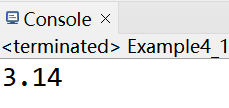 Console
<terminated> Example4_1
3.14